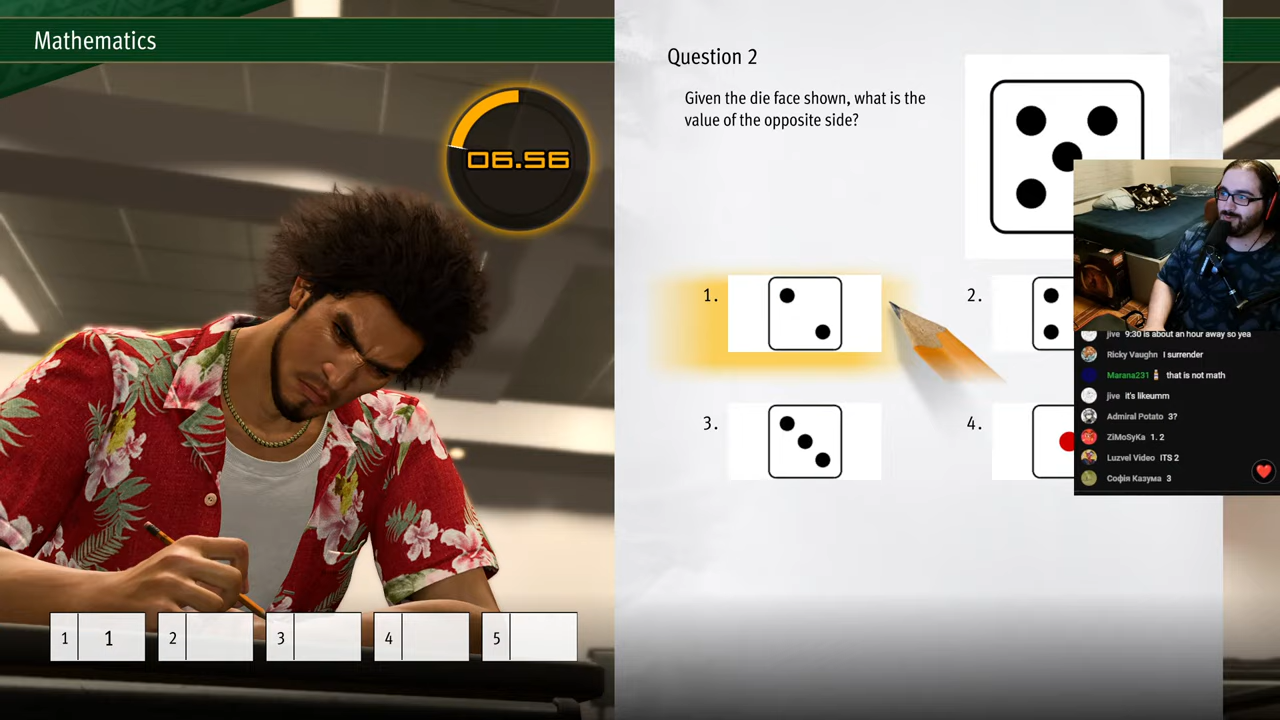 Mathematics
06.56
Question 2
Given the die face shown, what is the
value of the opposite side?
1.
2.
3.
4.
jive 9:30 is about an hour away so yea
Ricky Vaughn I surrender
Marana231 that is not math
jive it's likeumm
Admiral Potato 3?
ZiMoSyKa 1. 2
Luzvel Video ITS 2
Софія Казума 3
1 1
2
3
4
5